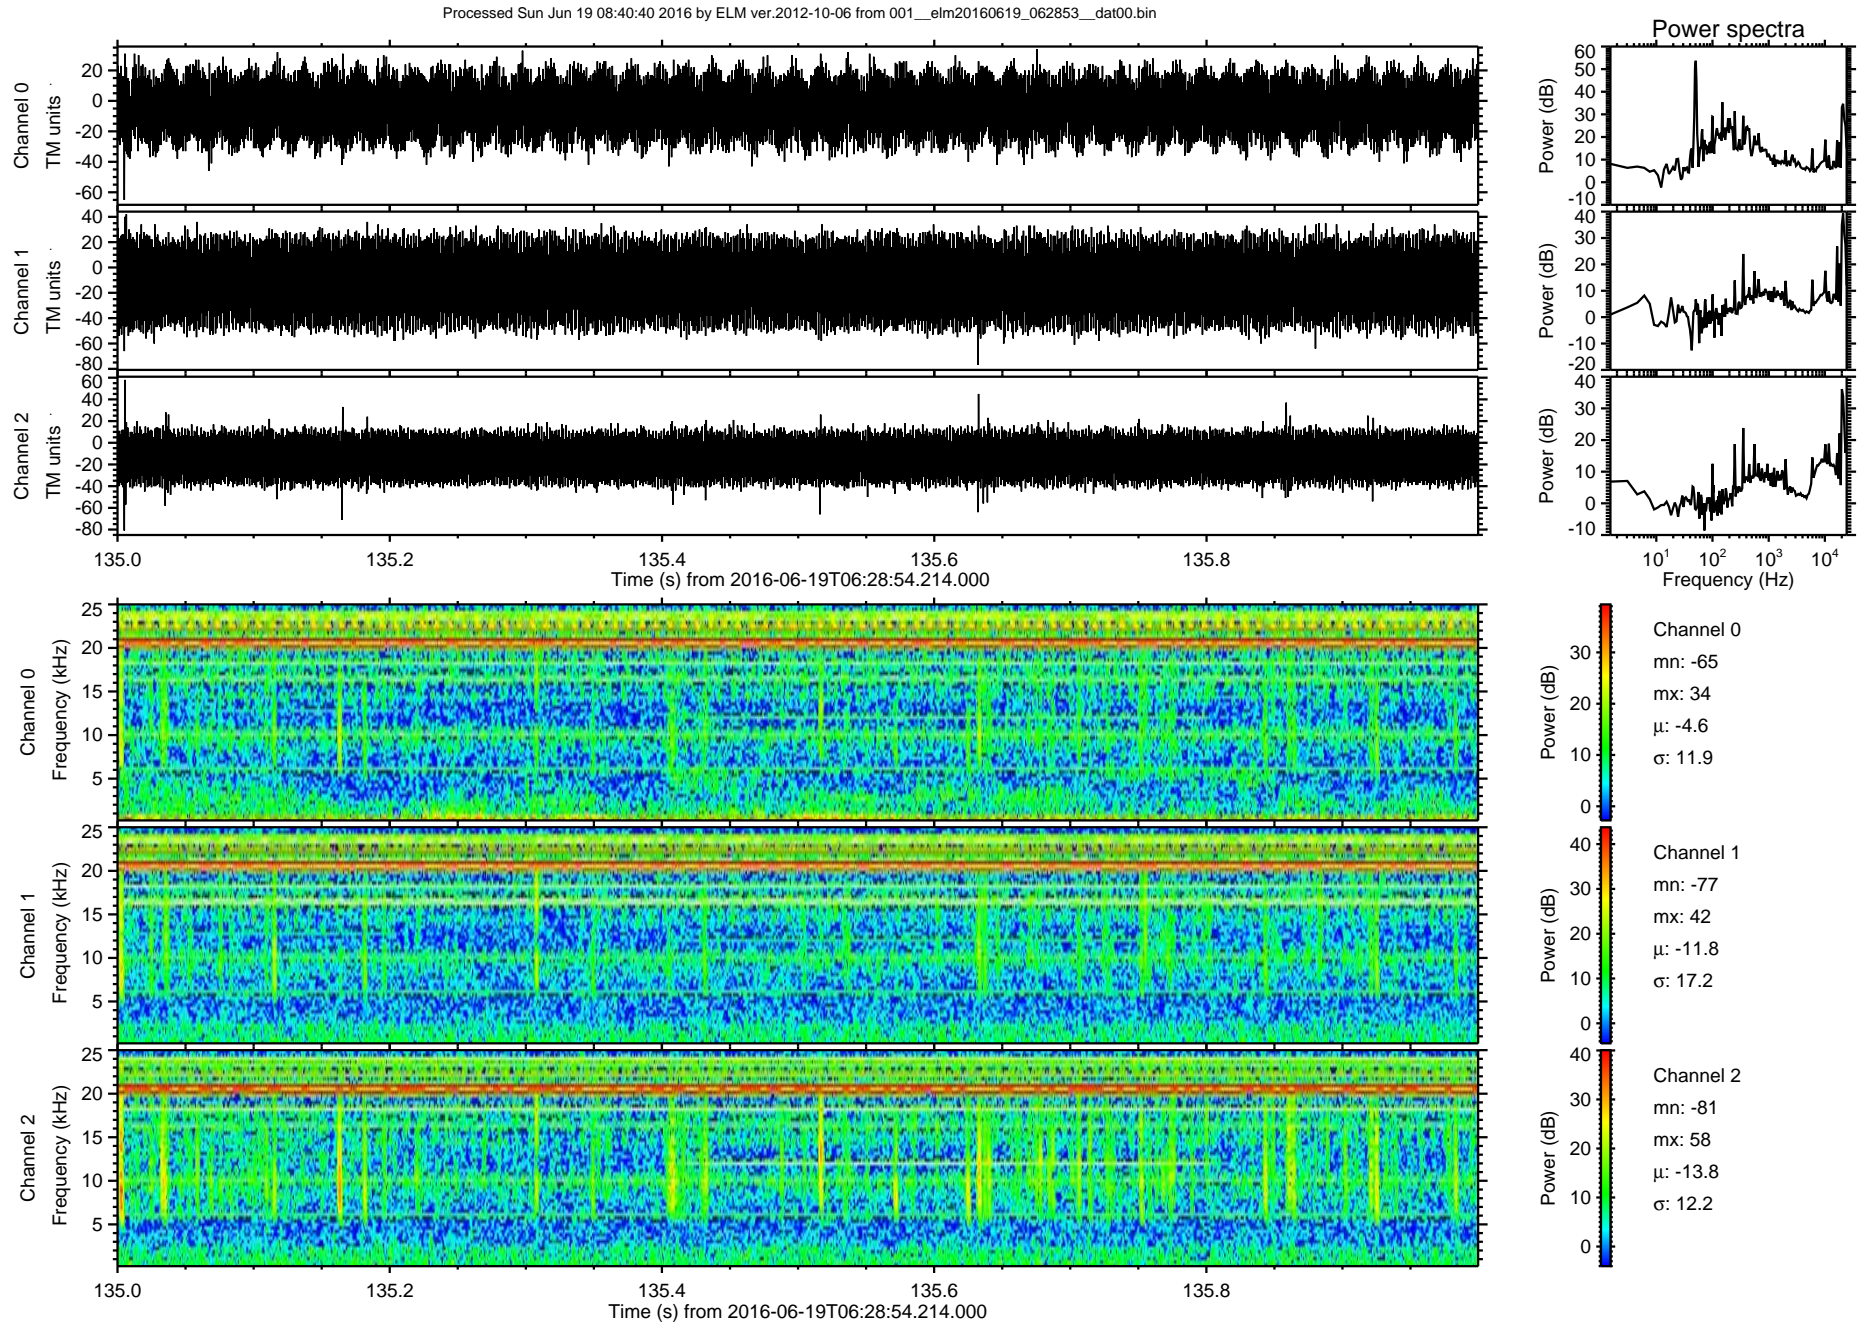 Processed Sun Jun 19 08:40:40 2016 by ELM ver.2012-10-06 from 001__elm20160619_062853__dat00.bin
Power spectra
Channel 0
TM units
20
0
-20
-40
-60
Power (dB)
60
50
40
30
20
10
0
-10
Channel 1
TM units
40
20
0
-20
-40
-60
-80
Power (dB)
40
30
20
10
0
-10
-20
Channel 2
TM units
60
40
20
0
-20
-40
-60
-80
Power (dB)
40
30
20
10
0
-10
135.0 135.2 135.4 135.6 135.8
Time (s) from 2016-06-19T06:28:54.214.000
10¹ 10² 10³ 10⁴
Frequency (Hz)
Channel 0
Frequency (kHz)
25
20
15
10
5
Power (dB)
30
20
10
0
Channel 0
mn: -65
mx: 34
μ: -4.6
σ: 11.9
Channel 1
Frequency (kHz)
25
20
15
10
5
Power (dB)
40
30
20
10
0
Channel 1
mn: -77
mx: 42
μ: -11.8
σ: 17.2
Channel 2
Frequency (kHz)
25
20
15
10
5
Power (dB)
40
30
20
10
0
Channel 2
mn: -81
mx: 58
μ: -13.8
σ: 12.2
135.0 135.2 135.4 135.6 135.8
Time (s) from 2016-06-19T06:28:54.214.000